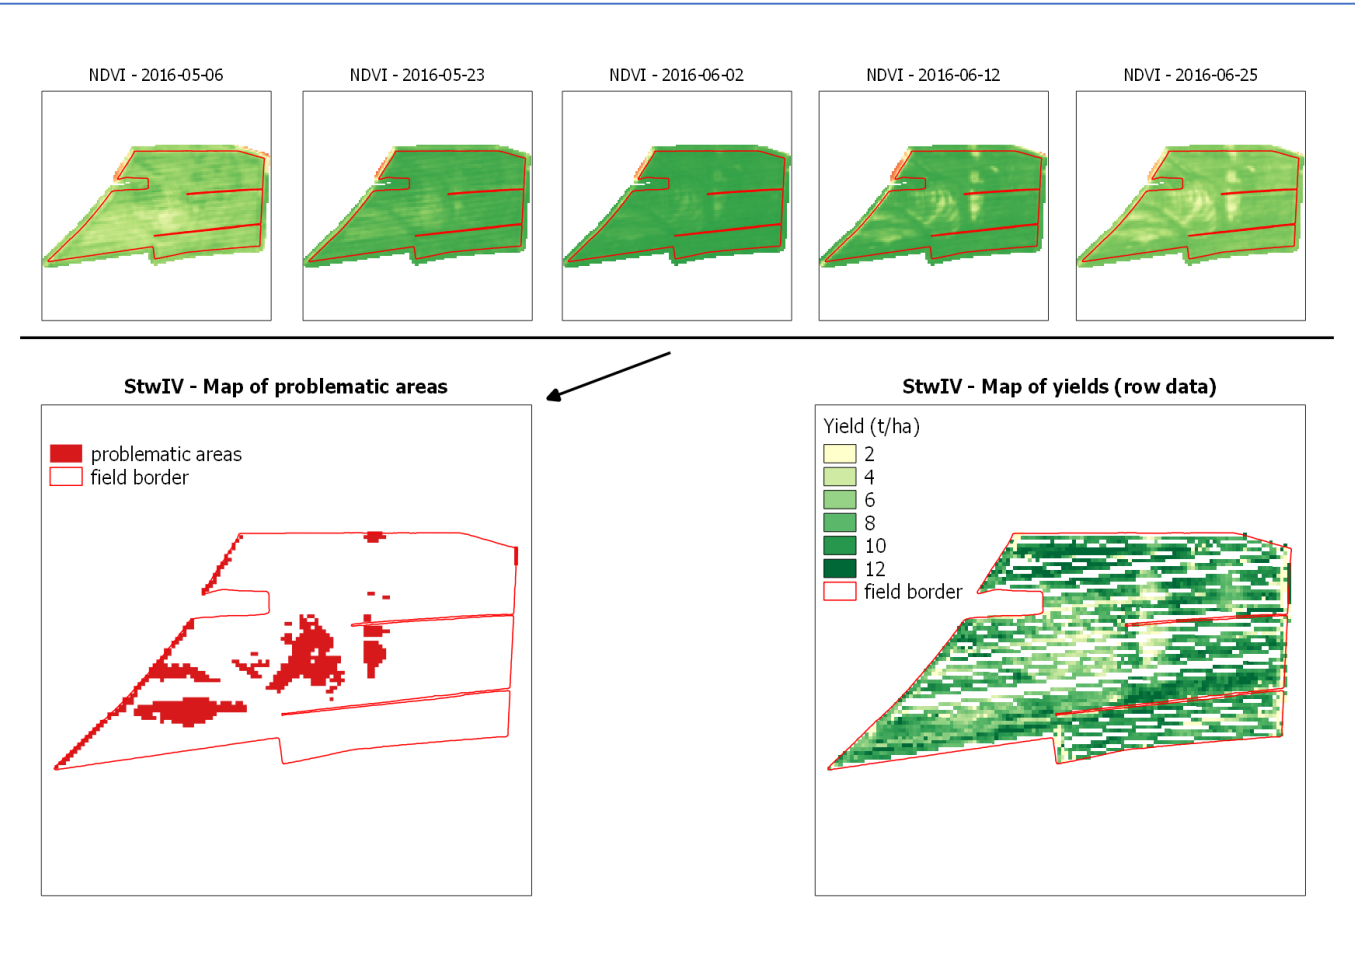 NDVI - 2016-05-06
NDVI - 2016-05-23
NDVI - 2016-06-02
NDVI - 2016-06-12
NDVI - 2016-06-25
StwIV - Map of problematic areas
problematic areas
field border
StwIV - Map of yields (row data)
Yield (t/ha)
2
4
6
8
10
12
field border